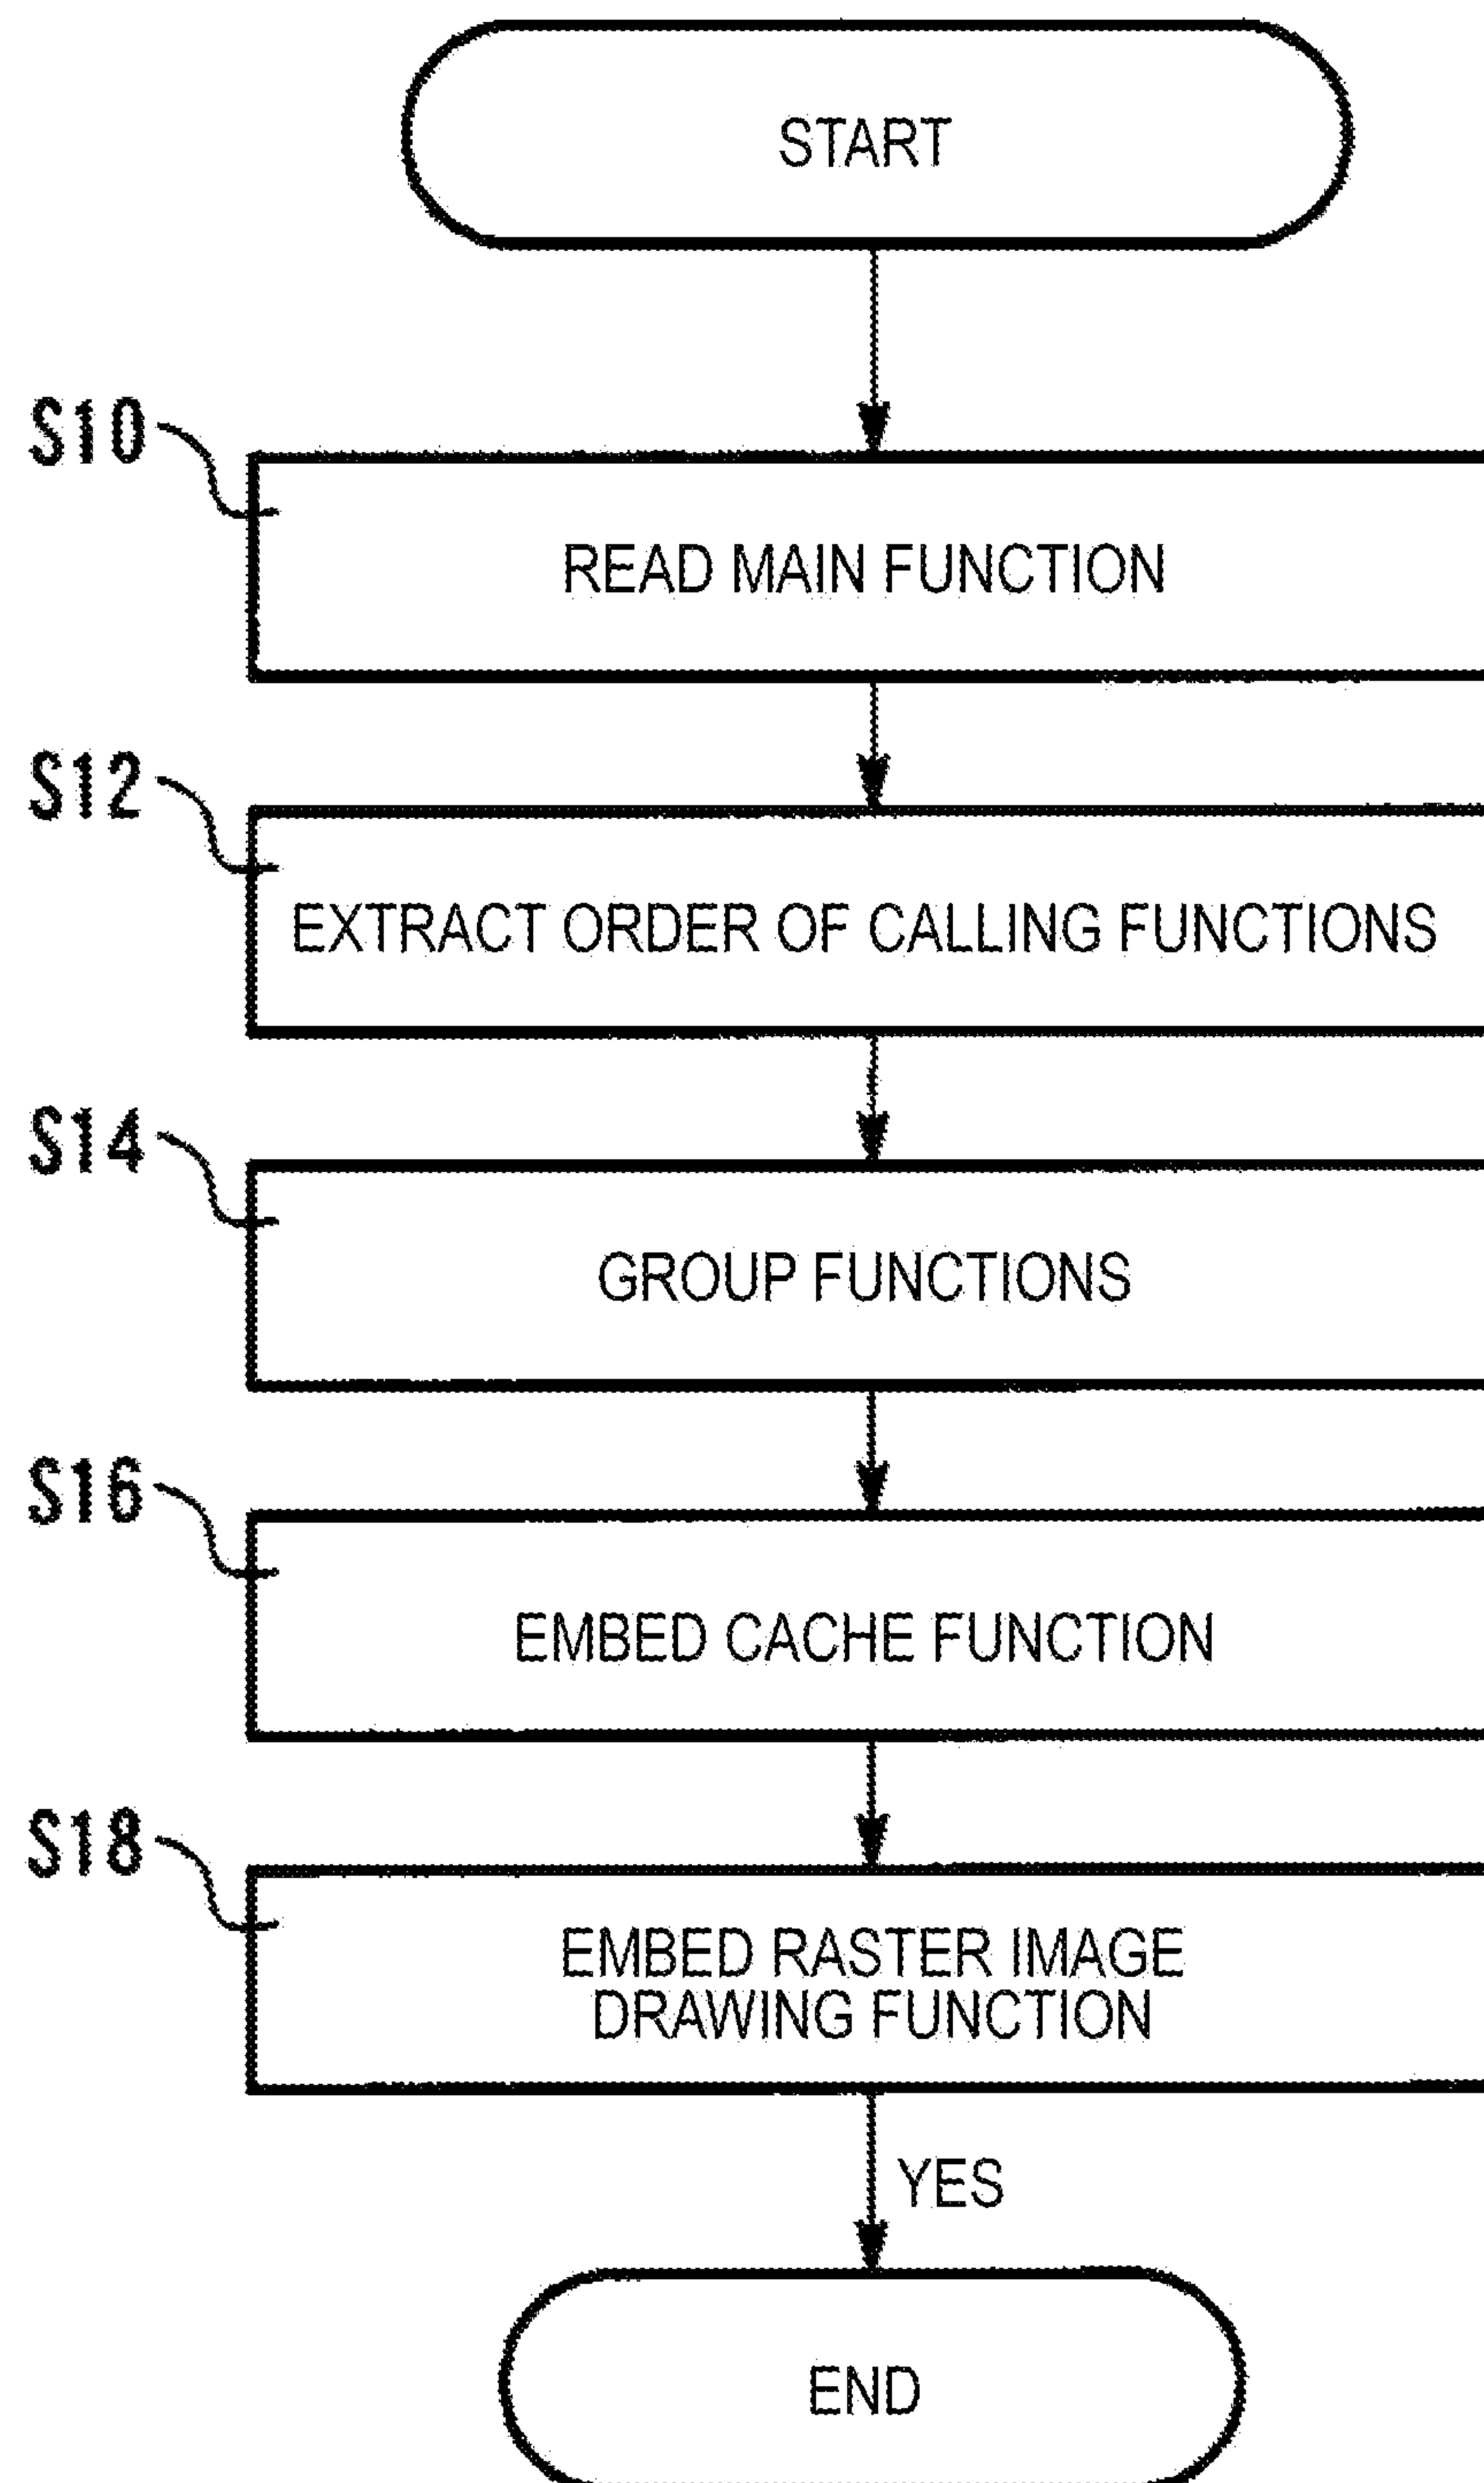 START
S10
READ MAIN FUNCTION
S12
EXTRACT ORDER OF CALLING FUNCTIONS
S14
GROUP FUNCTIONS
S16
EMBED CACHE FUNCTION
S18
EMBED RASTER IMAGE
DRAWING FUNCTION
YES
END